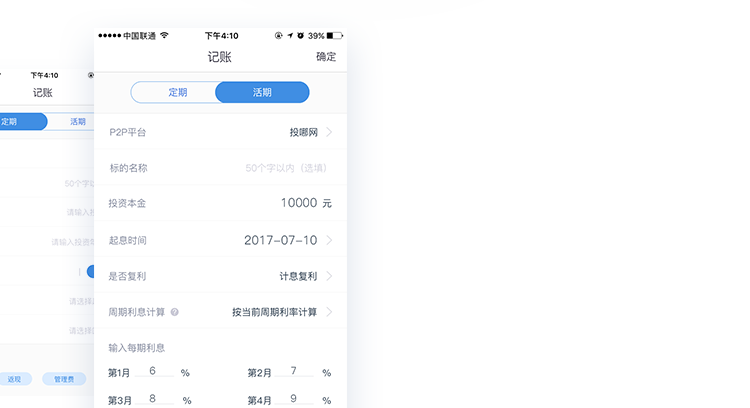 中国联通 下午4:10 39%
记账 确定
定期 活期
P2P平台 投哪网
标的名称 50个字以内（选填）
投资本金 10000 元
起息时间 2017-07-10
是否复利 计息复利
周期利息计算 ? 按当前周期利率计算
输入每期利息
第1月 6 % 第2月 7 %
第3月 8 % 第4月 9 %
下午4:10
记账
定期 活期
50个字以
请输入
请输入投资
请选择
请选择
返现 管理费